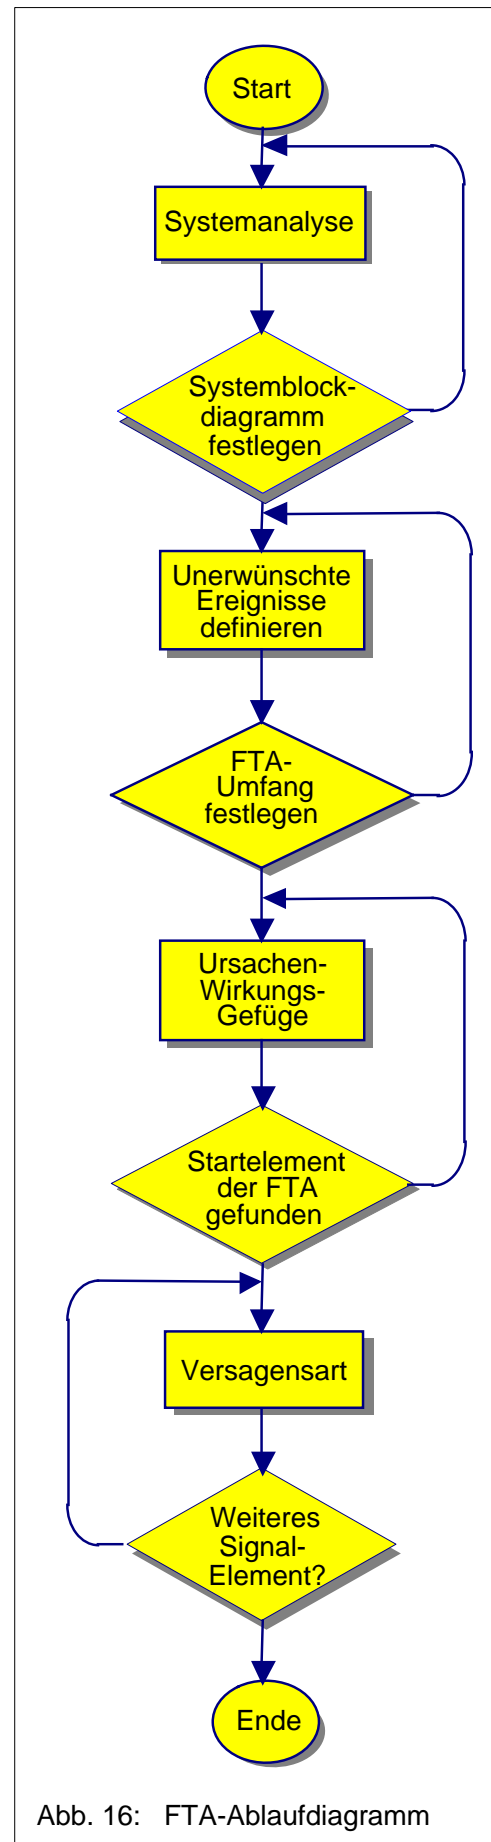 Start
Systemanalyse
Systemblock-
diagramm
festlegen
Unerwünschte
Ereignisse
definieren
FTA-
Umfang
festlegen
Ursachen-
Wirkungs-
Gefüge
Startelement
der FTA
gefunden
Versagensart
Weiteres
Signal-
Element?
Ende
Abb. 16: FTA-Ablaufdiagramm